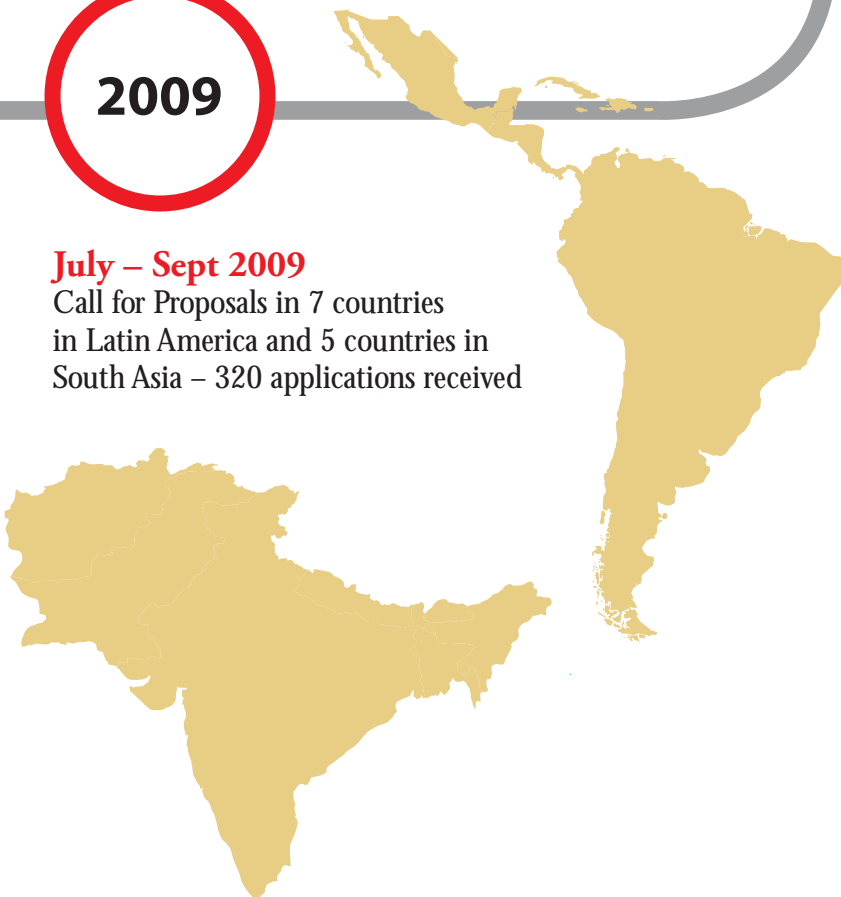 2009
July – Sept 2009
Call for Proposals in 7 countries
in Latin America and 5 countries in
South Asia – 320 applications received